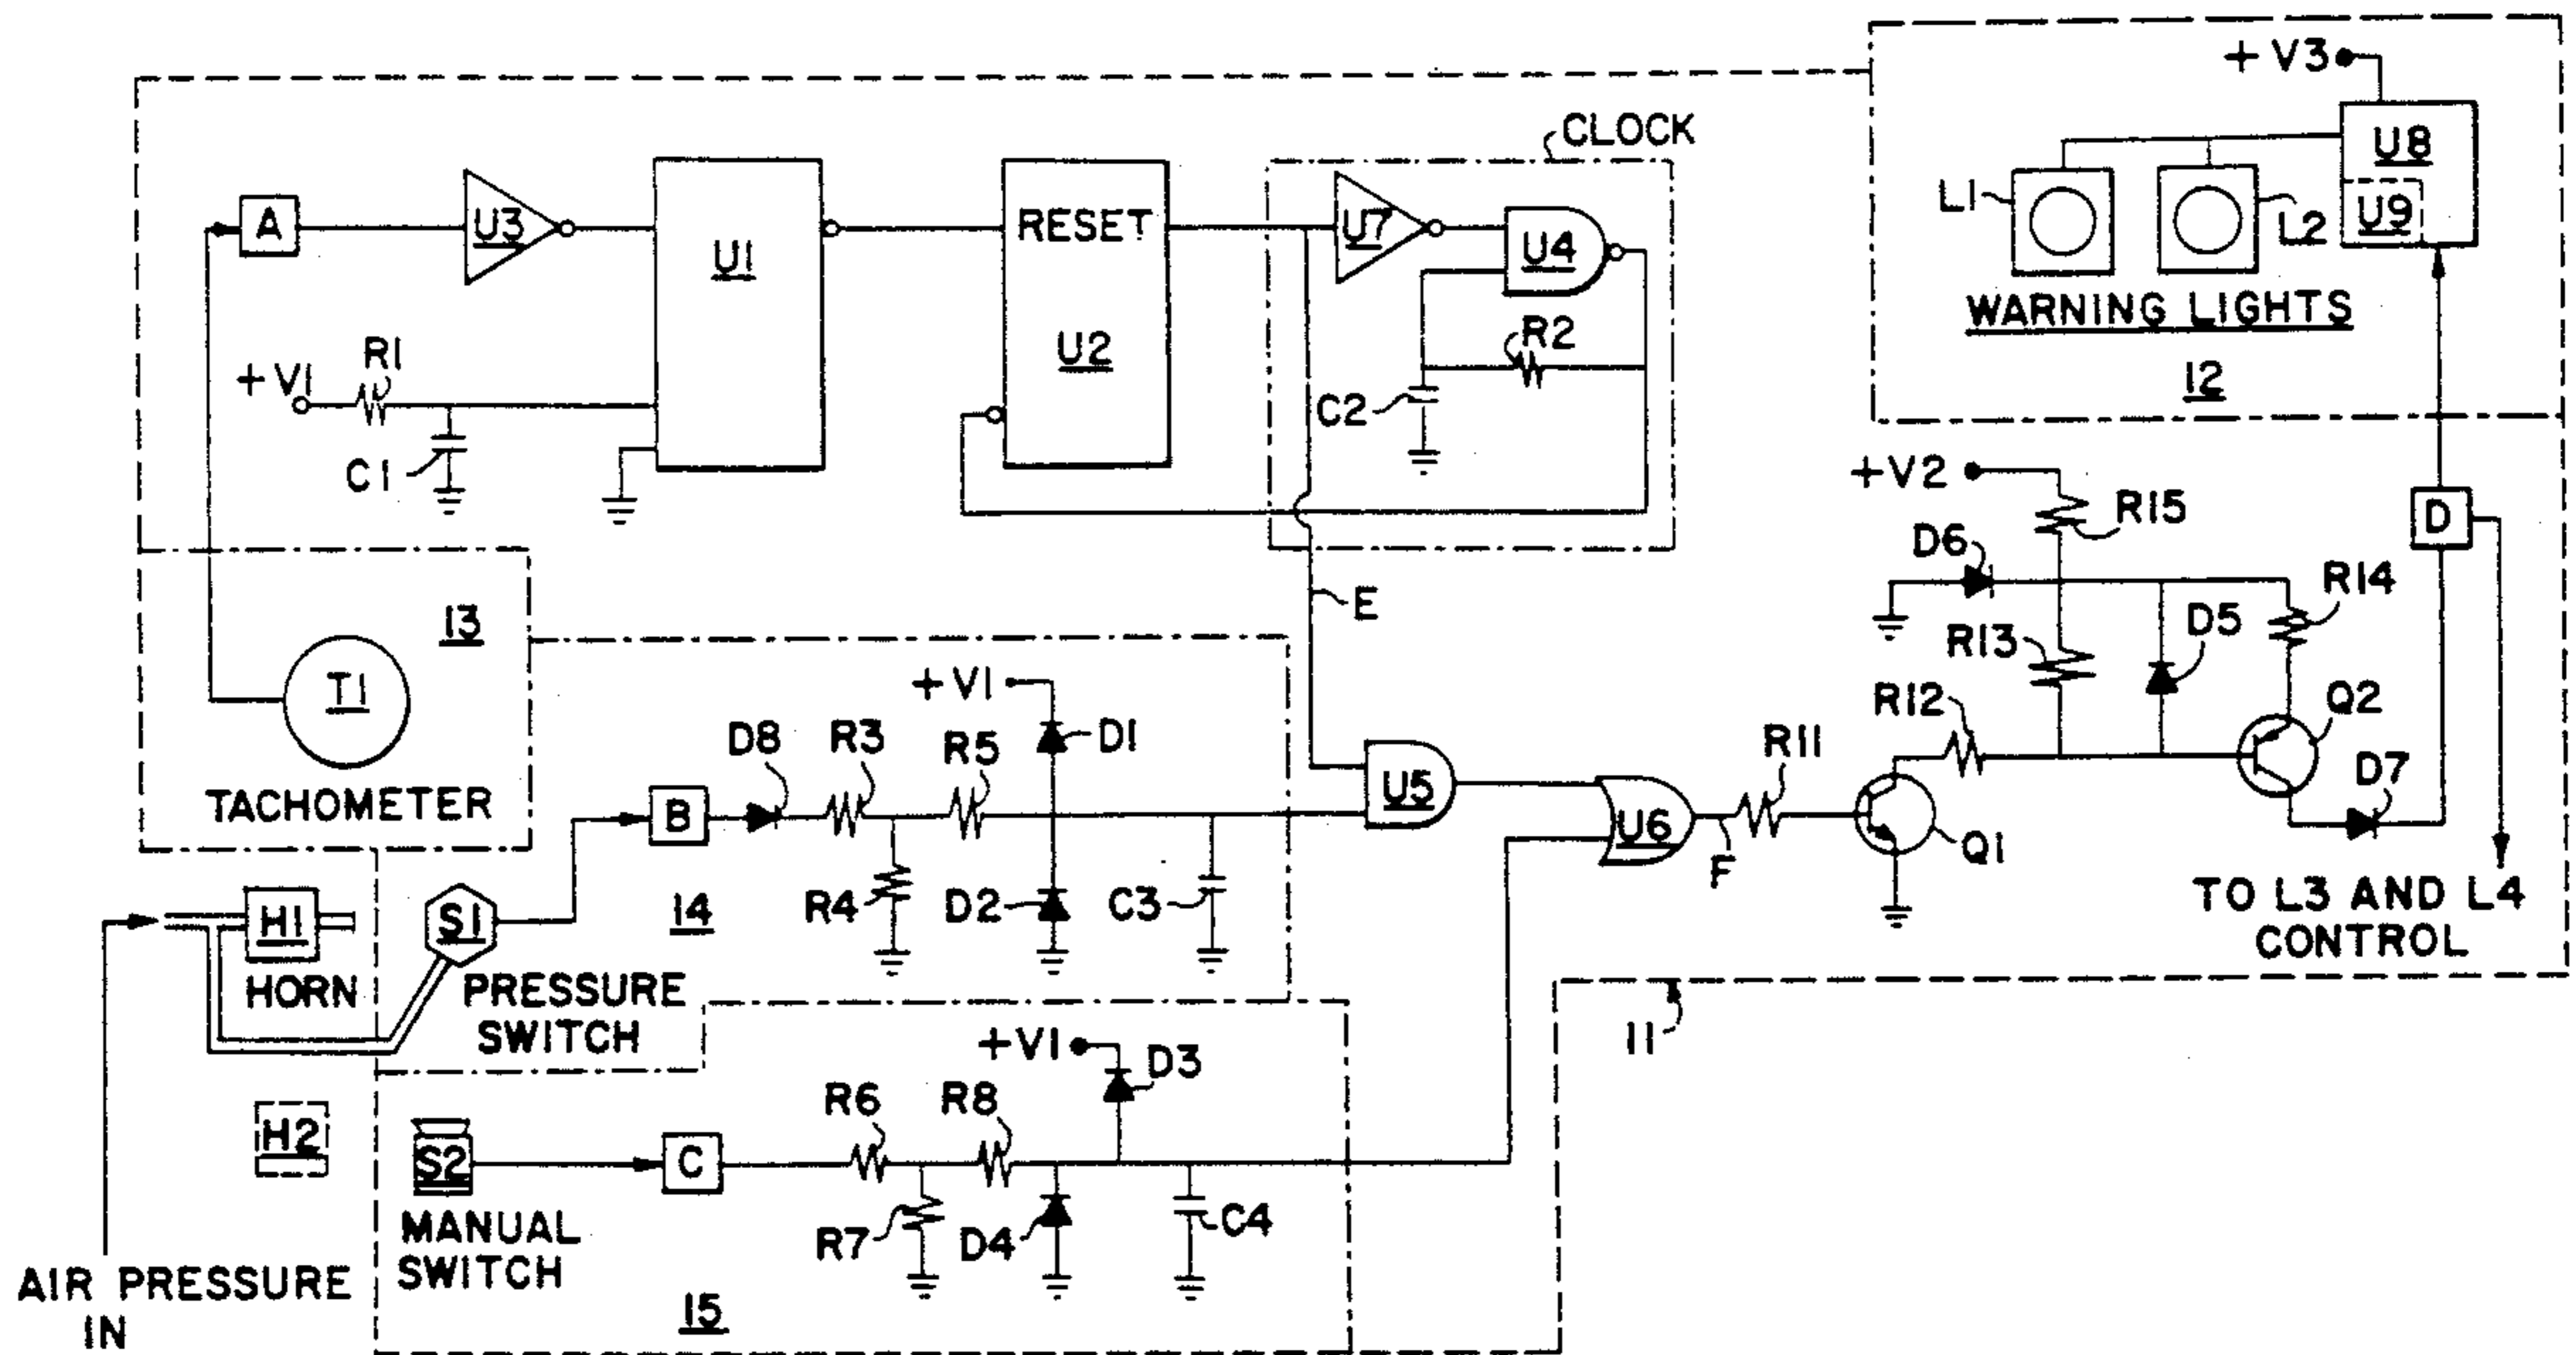 + V3
CLOCK
U8
L1
U9
L2
A
U3
U1
RESET
U7
U4
WARNING LIGHTS
R1
U2
R2
+ V1
C2
12
C1
+V2
R15
D
D6
R14
13
E
D5
R13
T1
+ V1
R12
Q2
D8
R3
R5
D1
R11
D7
TACHOMETER
B
U5
U6
F
Q1
R4
14
D2
C3
TO L3 AND L4
CONTROL
H1
S1
HORN
PRESSURE
SWITCH
11
+V1
D3
R6
R8
H2
S2
C
MANUAL
SWITCH
R7
D4
C4
AIR PRESSURE
IN
15